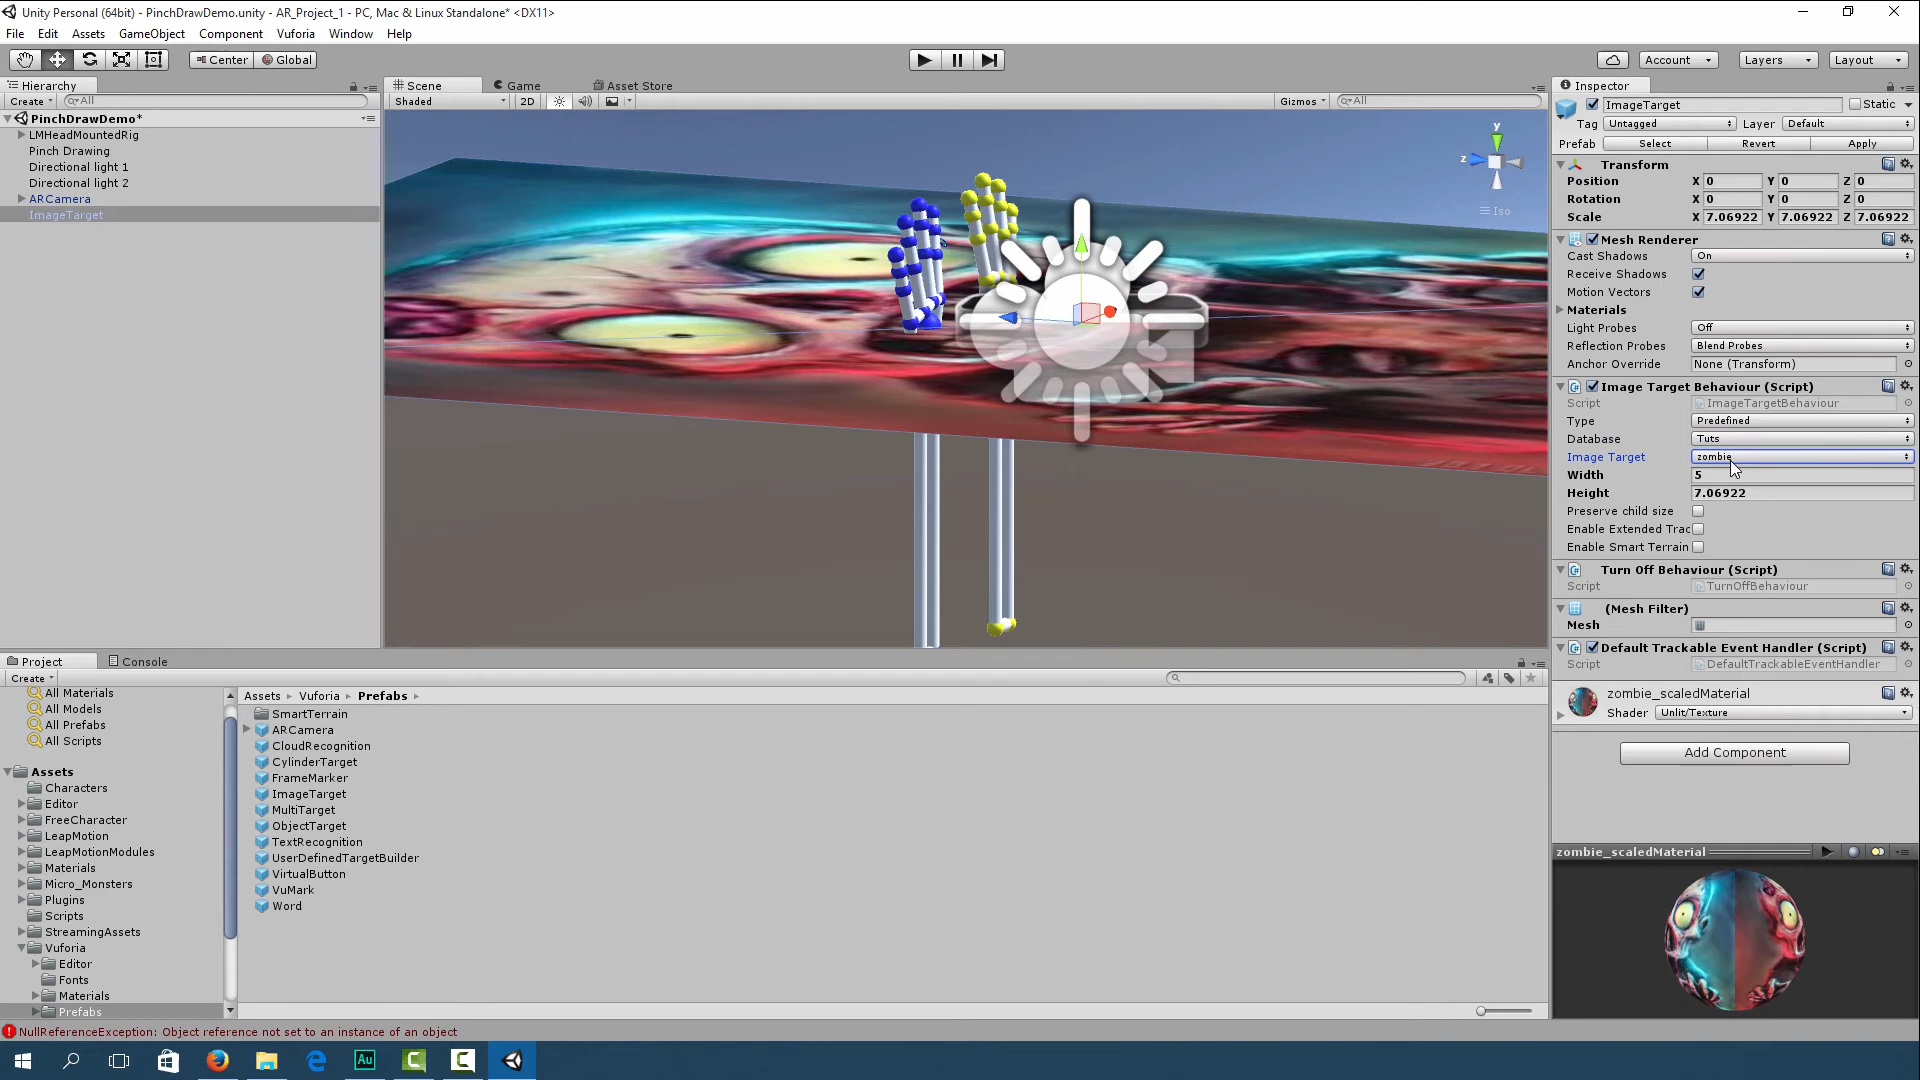 Unity Personal (64bit) - PinchDrawDemo.unity - AR_Project_1 - PC, Mac & Linux Standalone* <DX11>
File Edit Assets GameObject Component Vuforia Window Help
Center Global Account Layers Layout
Hierarchy
Create All
PinchDrawDemo*
LMHeadMountedRig
Pinch Drawing
Directional light 1
Directional light 2
ARCamera
ImageTarget
Scene Game Asset Store
Shaded 2D Gizmos All
y
z
Iso
Inspector
ImageTarget Static
Tag Untagged Layer Default
Prefab Select Revert Apply
Transform
Position X 0 Y 0 Z 0
Rotation X 0 Y 0 Z 0
Scale X 7.06922 Y 7.06922 Z 7.06922
Mesh Renderer
Cast Shadows On
Receive Shadows
Motion Vectors
Materials
Light Probes Off
Reflection Probes Blend Probes
Anchor Override None (Transform)
Image Target Behaviour (Script)
Script ImageTargetBehaviour
Type Predefined
Database Tuts
Image Target zombie
Width 5
Height 7.06922
Preserve child size
Enable Extended Trac
Enable Smart Terrain
Turn Off Behaviour (Script)
Script TurnOffBehaviour
(Mesh Filter)
Mesh
Default Trackable Event Handler (Script)
Script DefaultTrackableEventHandler
zombie_scaledMaterial
Shader Unlit/Texture
Add Component
zombie_scaledMaterial
Project Console
Create
All Materials
All Models
All Prefabs
All Scripts
Assets
Characters
Editor
FreeCharacter
LeapMotion
LeapMotionModules
Materials
Micro_Monsters
Plugins
Scripts
StreamingAssets
Vuforia
Editor
Fonts
Materials
Prefabs
Assets Vuforia Prefabs
SmartTerrain
ARCamera
CloudRecognition
CylinderTarget
FrameMarker
ImageTarget
MultiTarget
ObjectTarget
TextRecognition
UserDefinedTargetBuilder
VirtualButton
VuMark
Word
NullReferenceException: Object reference not set to an instance of an object
Au